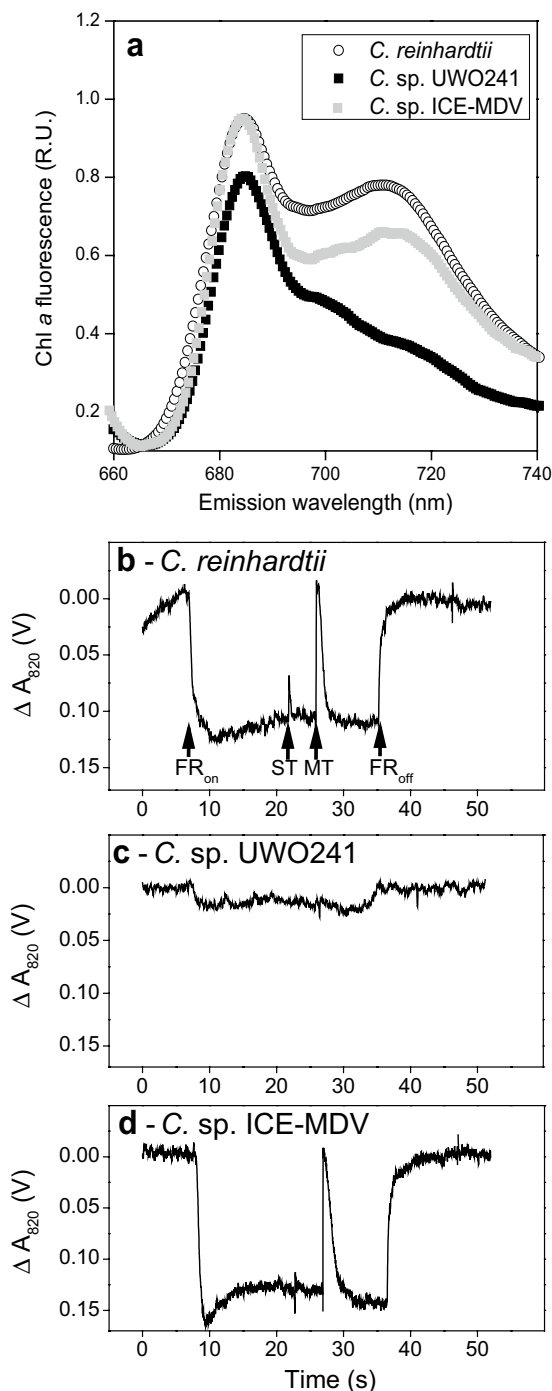 a
C. reinhardtii
C. sp. UWO241
C. sp. ICE-MDV
Chl a fluorescence (R.U.)
1.2
1.0
0.8
0.6
0.4
0.2
660 680 700 720 740
Emission wavelength (nm)
b - C. reinhardtii
Δ A820 (V)
0.00
0.05
0.10
0.15
FRon ST MT FRoff
0 10 20 30 40 50
c - C. sp. UWO241
Δ A820 (V)
0.00
0.05
0.10
0.15
0 10 20 30 40 50
d - C. sp. ICE-MDV
Δ A820 (V)
0.00
0.05
0.10
0.15
0 10 20 30 40 50
Time (s)